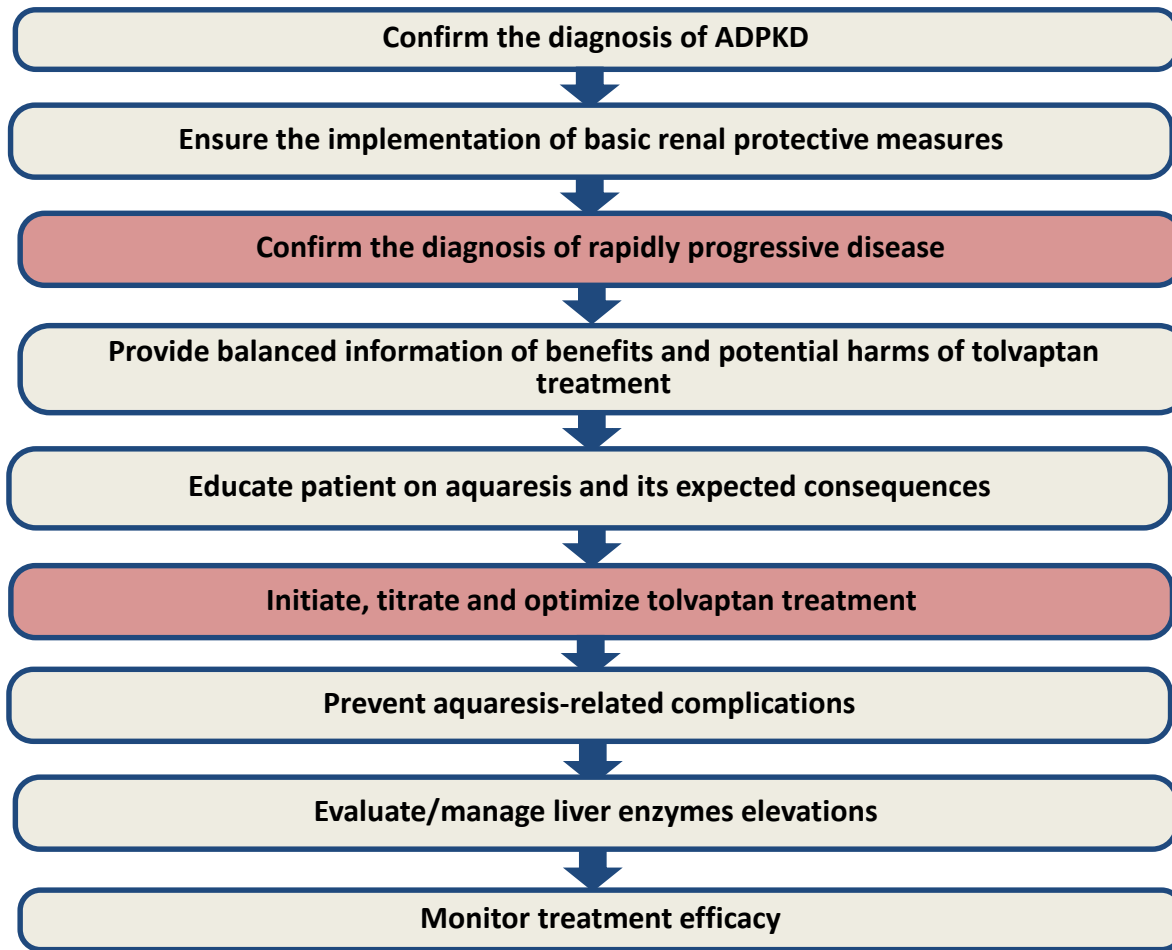 Confirm the diagnosis of ADPKD
Ensure the implementation of basic renal protective measures
Confirm the diagnosis of rapidly progressive disease
Provide balanced information of benefits and potential harms of tolvaptan
treatment
Educate patient on aquaresis and its expected consequences
Initiate, titrate and optimize tolvaptan treatment
Prevent aquaresis-related complications
Evaluate/manage liver enzymes elevations
Monitor treatment efficacy